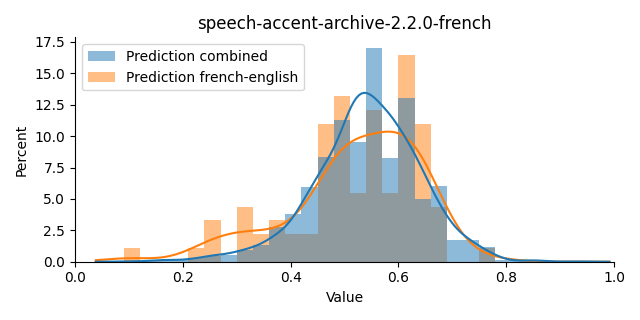 speech-accent-archive-2.2.0-french
Prediction combined
Prediction french-english
Percent
17.5
15.0
12.5
10.0
7.5
5.0
2.5
0.0
0.0 0.2 0.4 0.6 0.8 1.0
Value